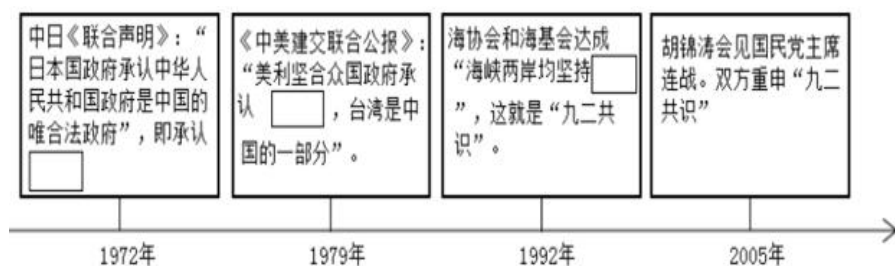 中日《联合声明》：“
日本国政府承认中华人
民共和国政府是中国的
唯合法政府”，即承认
《中美建交联合公报》：
“美利坚合众国政府承
认 ，台湾是中
国的一部分”。
海协会和海基会达成
“海峡两岸均坚持
”，这就是“九二共
识”。
胡锦涛会见国民党主席
连战。双方重申“九二
共识”
1972年
1979年
1992年
2005年